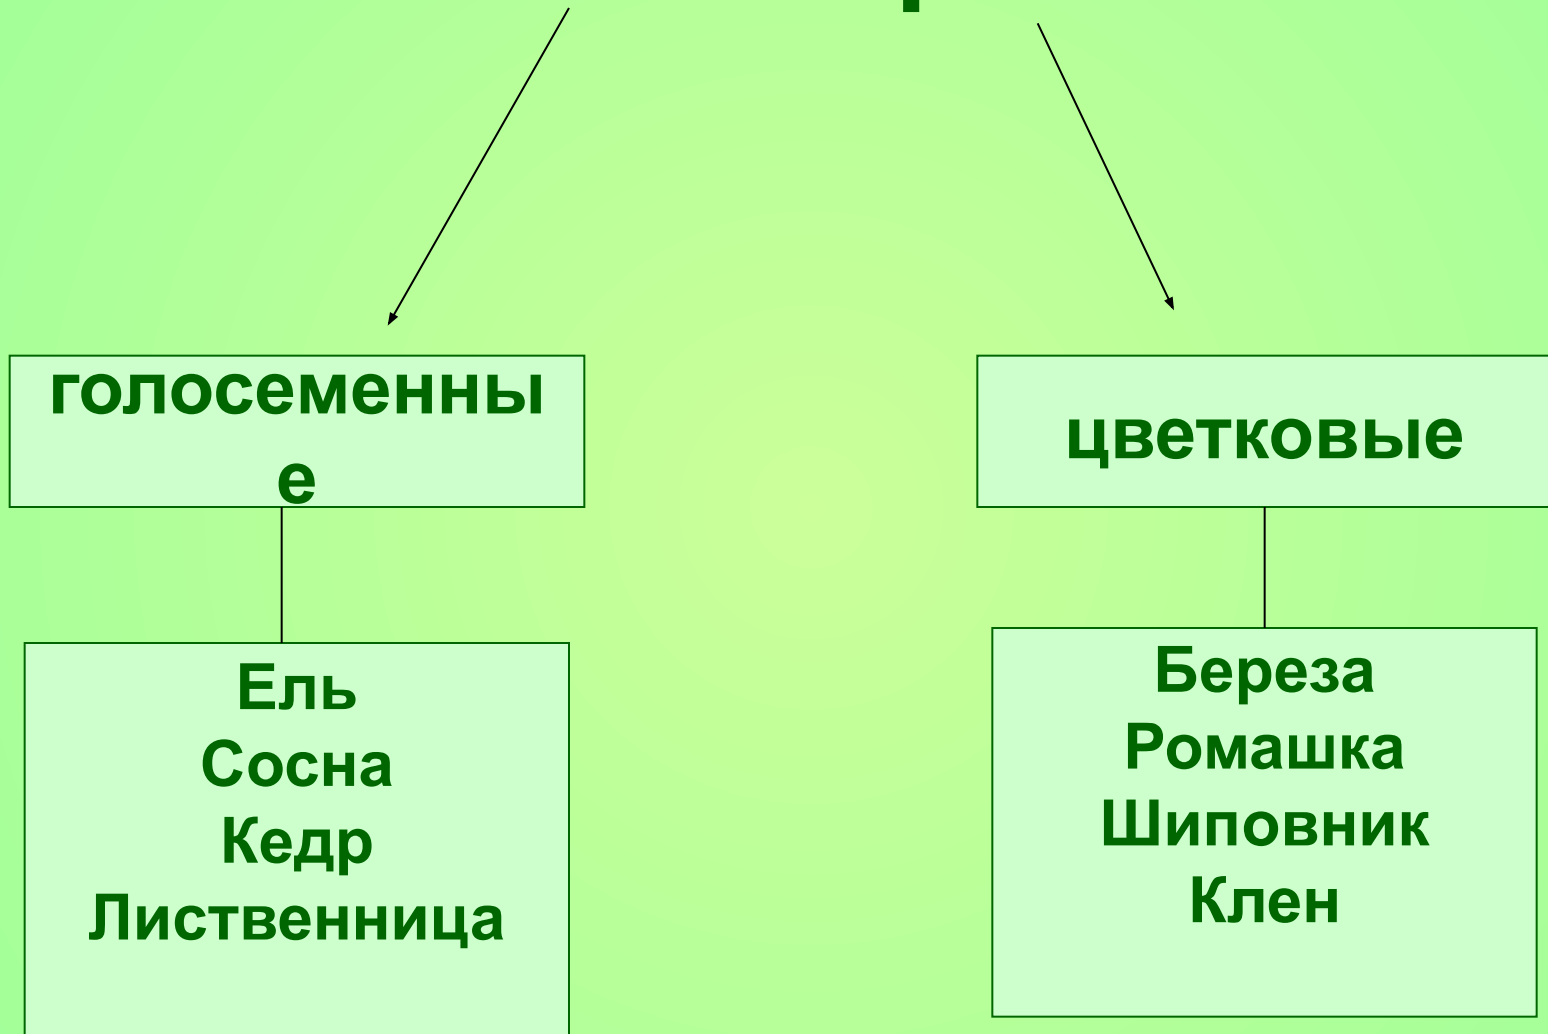 голосеменны
е
цветковые
Ель
Сосна
Кедр
Лиственница
Береза
Ромашка
Шиповник
Клен